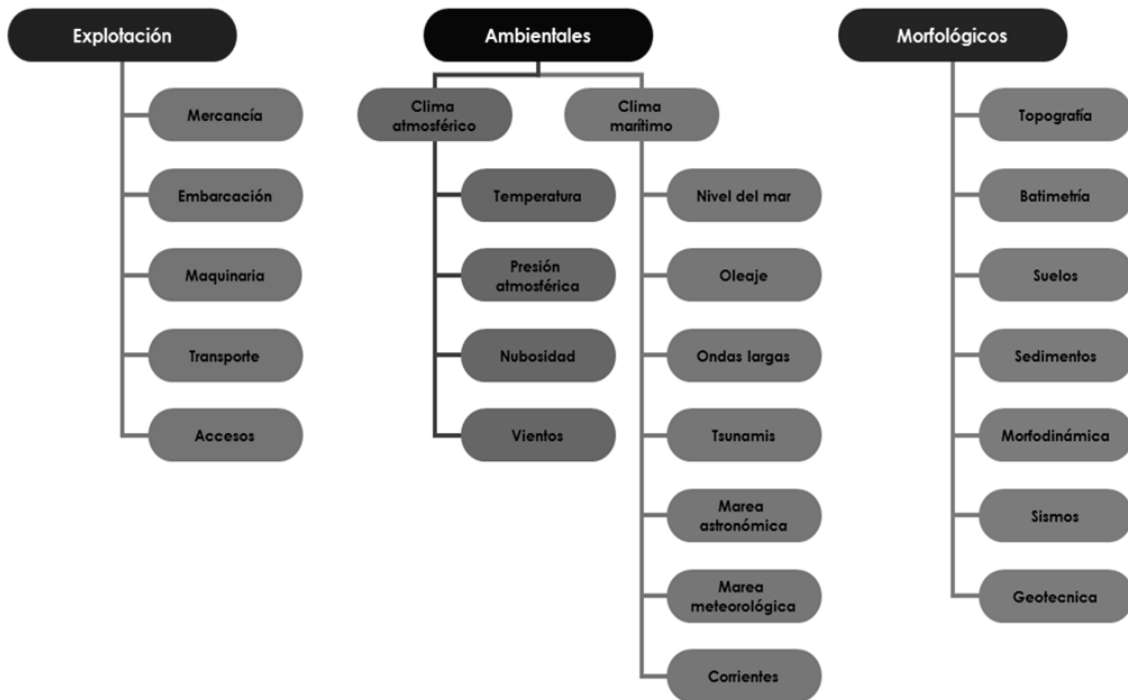 Explotación
Mercancía
Embarcación
Maquinaria
Transporte
Accesos
Ambientales
Clima
atmosférico
Temperatura
Presión
atmosférica
Nubosidad
Vientos
Clima
marítimo
Nivel del mar
Oleaje
Ondas largas
Tsunamis
Marea
astronómica
Marea
meteorológica
Corrientes
Morfológicos
Topografía
Batimetría
Suelos
Sedimentos
Morfodinámica
Sismos
Geotecnica